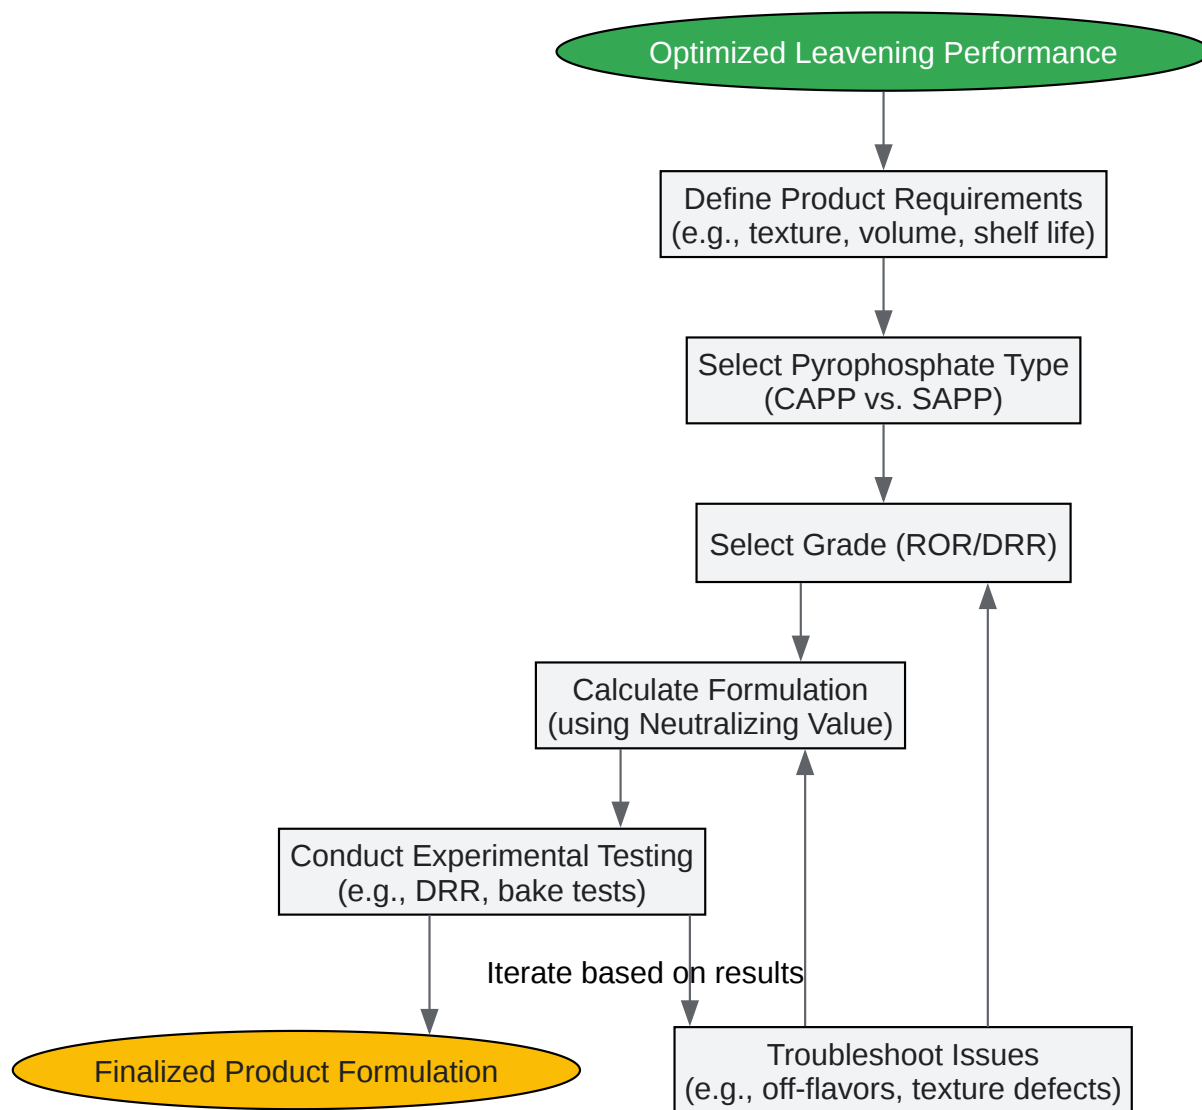 Optimized Leavening Performance
Define Product Requirements
(e.g., texture, volume, shelf life)
Select Pyrophosphate Type
(CAPP vs. SAPP)
Select Grade (ROR/DRR)
Calculate Formulation
(using Neutralizing Value)
Conduct Experimental Testing
(e.g., DRR, bake tests)
Iterate based on results
Finalized Product Formulation
Troubleshoot Issues
(e.g., off-flavors, texture defects)